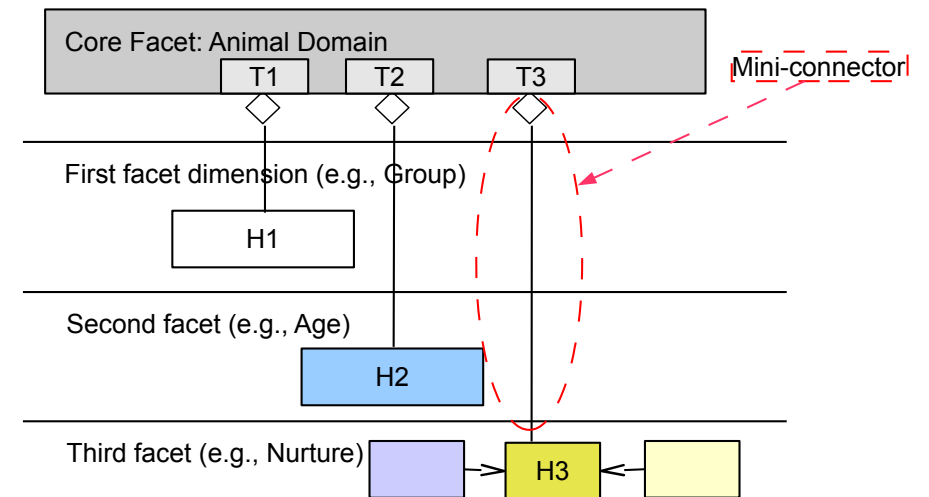 Core Facet: Animal Domain
T1 T2 T3
Mini-connector
First facet dimension (e.g., Group)
H1
Second facet (e.g., Age)
H2
Third facet (e.g., Nurture)
H3